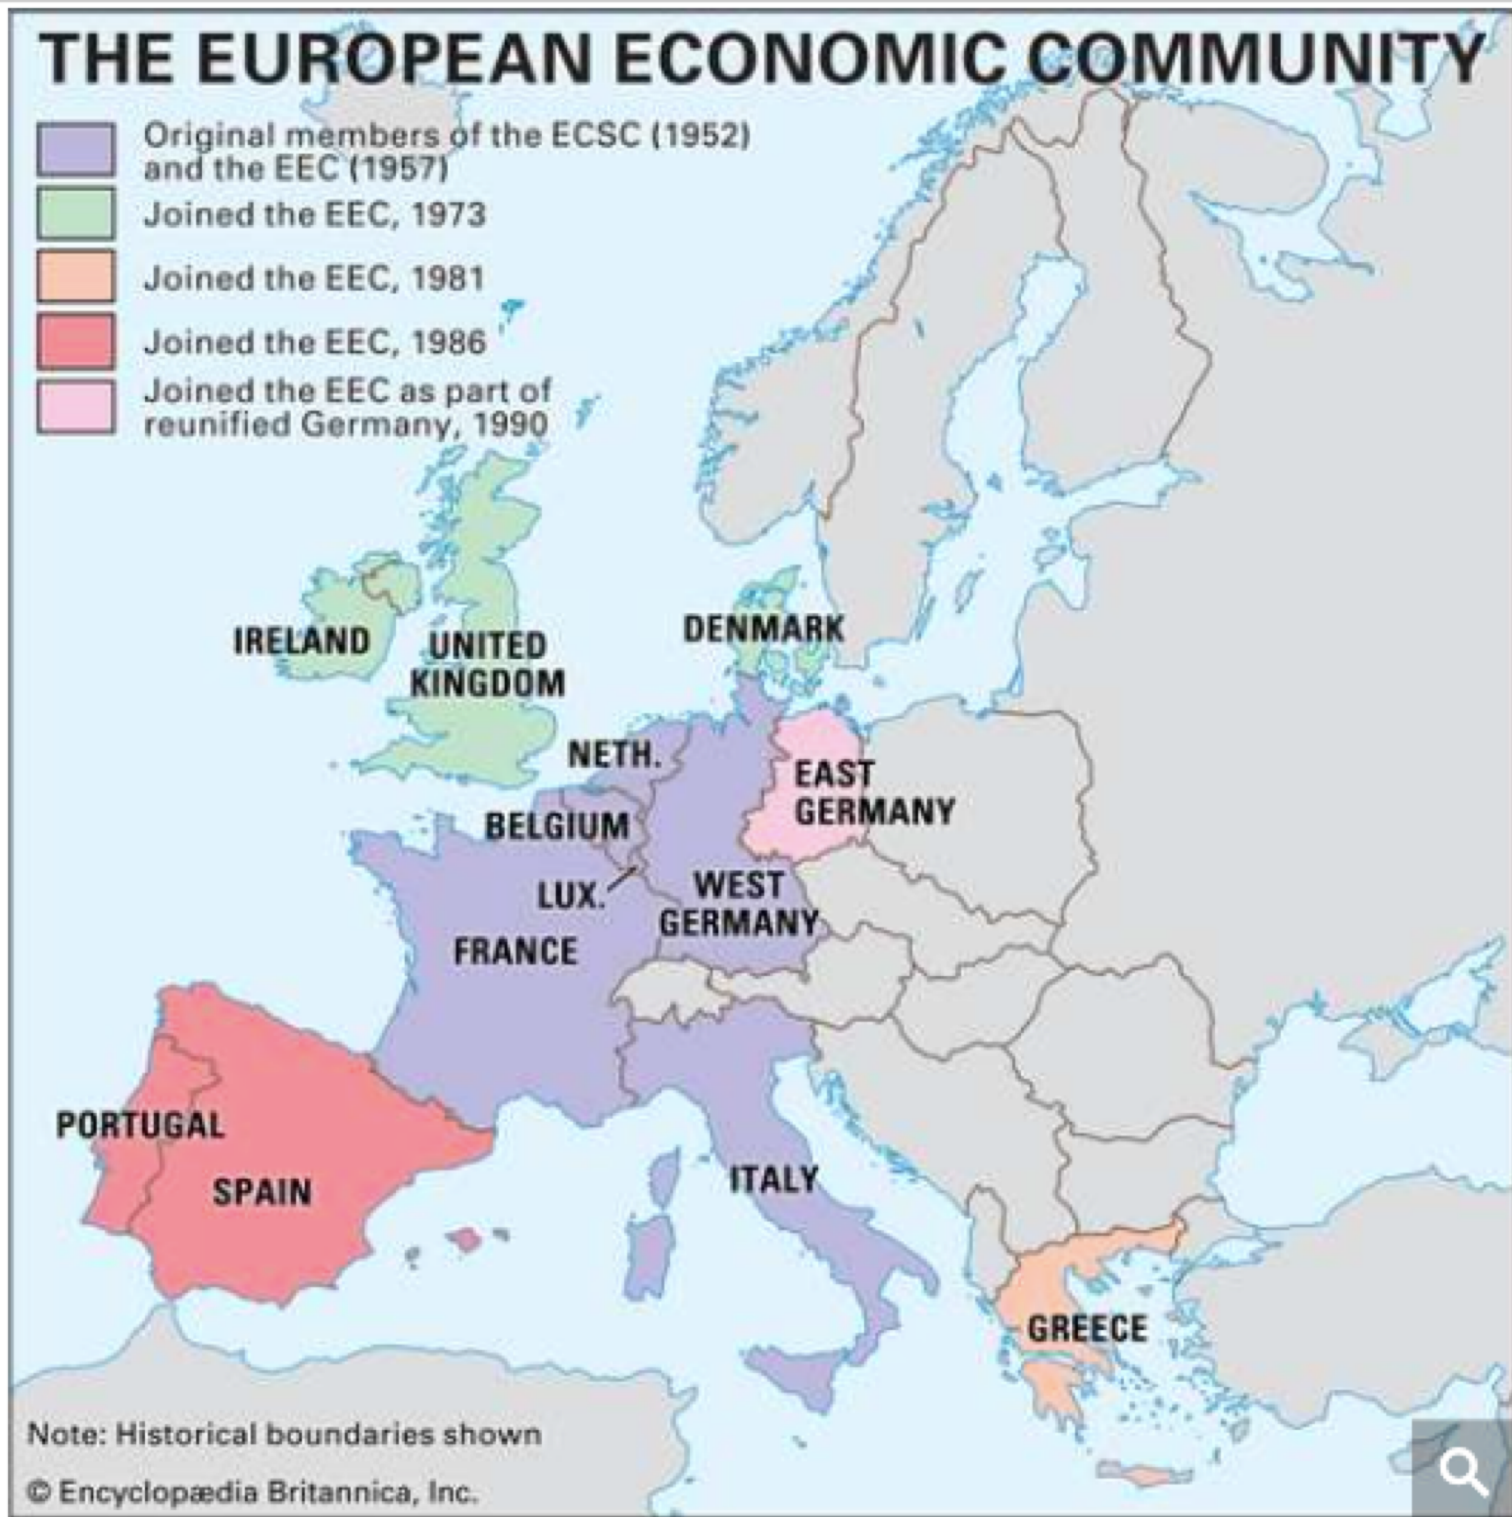 THE EUROPEAN ECONOMIC COMMUNITY
Original members of the ECSC (1952)
and the EEC (1957)
Joined the EEC, 1973
Joined the EEC, 1981
Joined the EEC, 1986
Joined the EEC as part of
reunified Germany, 1990
IRELAND
UNITED
KINGDOM
DENMARK
NETH.
EAST
GERMANY
BELGIUM
LUX.
WEST
GERMANY
FRANCE
PORTUGAL
SPAIN
ITALY
GREECE
Note: Historical boundaries shown
© Encyclopædia Britannica, Inc.